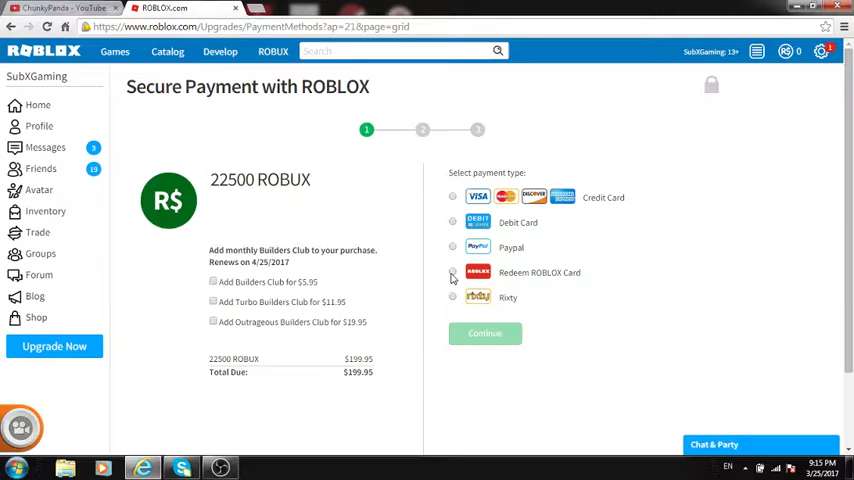 ChunkyPanda - YouTube
ROBLOX.com
https://www.roblox.com/Upgrades/PaymentMethods?ap=21&page=grid
ROBLOX
Games
Catalog
Develop
ROBUX
Search
SubXGaming: 13+
R$ 0
1
SubXGaming
Home
Profile
Messages 3
Friends 19
Avatar
Inventory
Trade
Groups
Forum
Blog
Shop
Upgrade Now
Secure Payment with ROBLOX
1 2 3
R$
22500 ROBUX
Add monthly Builders Club to your purchase.
Renews on 4/25/2017
Add Builders Club for $5.95
Add Turbo Builders Club for $11.95
Add Outrageous Builders Club for $19.95
22500 ROBUX $199.95
Total Due: $199.95
Select payment type:
VISA MasterCard DISCOVER AMERICAN EXPRESS Credit Card
DEBIT Debit Card
PayPal Paypal
ROBLOX Redeem ROBLOX Card
rixty Rixty
Continue
Chat & Party
EN
9:15 PM
3/25/2017